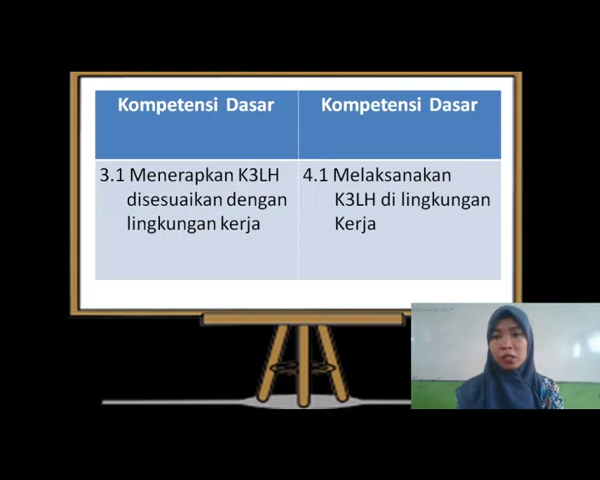 Kompetensi Dasar
Kompetensi Dasar
3.1 Menerapkan K3LH
disesuaikan dengan
lingkungan kerja
4.1 Melaksanakan
K3LH di lingkungan
Kerja